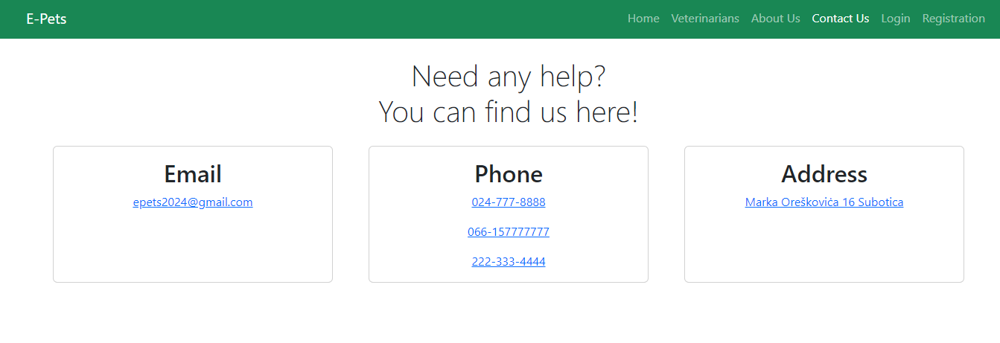 E-Pets
Home Veterinarians About Us Contact Us Login Registration
Need any help?
You can find us here!
Email
epets2024@gmail.com
Phone
024-777-8888
066-157777777
222-333-4444
Address
Marka Oreškovića 16 Subotica